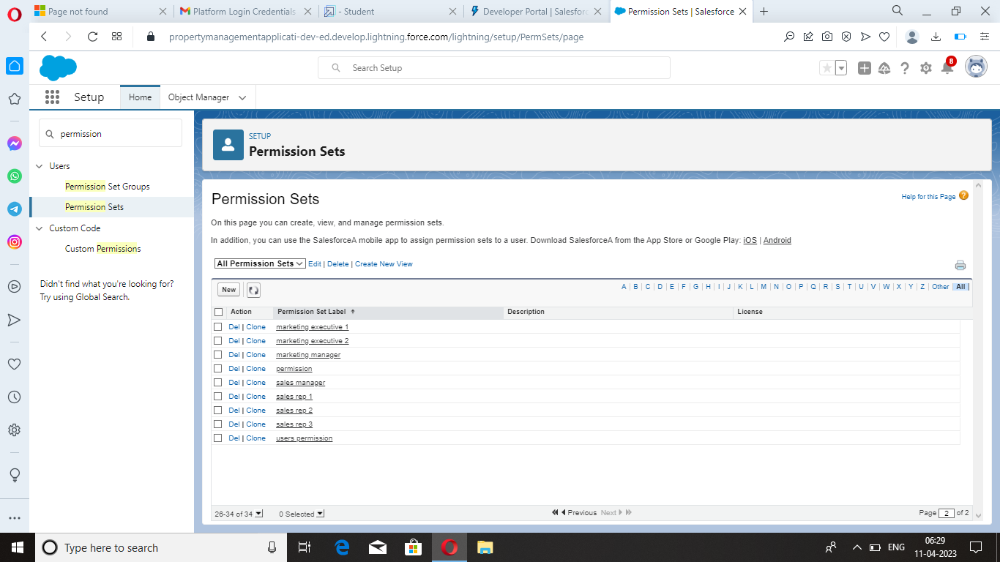 Page not found
Platform Login Credentials
- Student
Developer Portal | Salesforc
Permission Sets | Salesforce
propertymanagementapplicati-dev-ed.develop.lightning.force.com/lightning/setup/PermSets/page
Search Setup
8
Setup
Home
Object Manager
permission
Users
Permission Set Groups
Permission Sets
Custom Code
Custom Permissions
Didn't find what you're looking for?
Try using Global Search.
SETUP
Permission Sets
Permission Sets
Help for this Page ?
On this page you can create, view, and manage permission sets.
In addition, you can use the SalesforceA mobile app to assign permission sets to a user. Download SalesforceA from the App Store or Google Play: iOS | Android
All Permission Sets Edit | Delete | Create New View
New
A | B | C | D | E | F | G | H | I | J | K | L | M | N | O | P | Q | R | S | T | U | V | W | X | Y | Z | Other | All
Action Permission Set Label Description License
Del | Clone marketing executive 1
Del | Clone marketing executive 2
Del | Clone marketing manager
Del | Clone permission
Del | Clone sales manager
Del | Clone sales rep 1
Del | Clone sales rep 2
Del | Clone sales rep 3
Del | Clone users permission
26-34 of 34 0 Selected Previous Next Page 2 of 2
Type here to search
ENG
06:29
11-04-2023